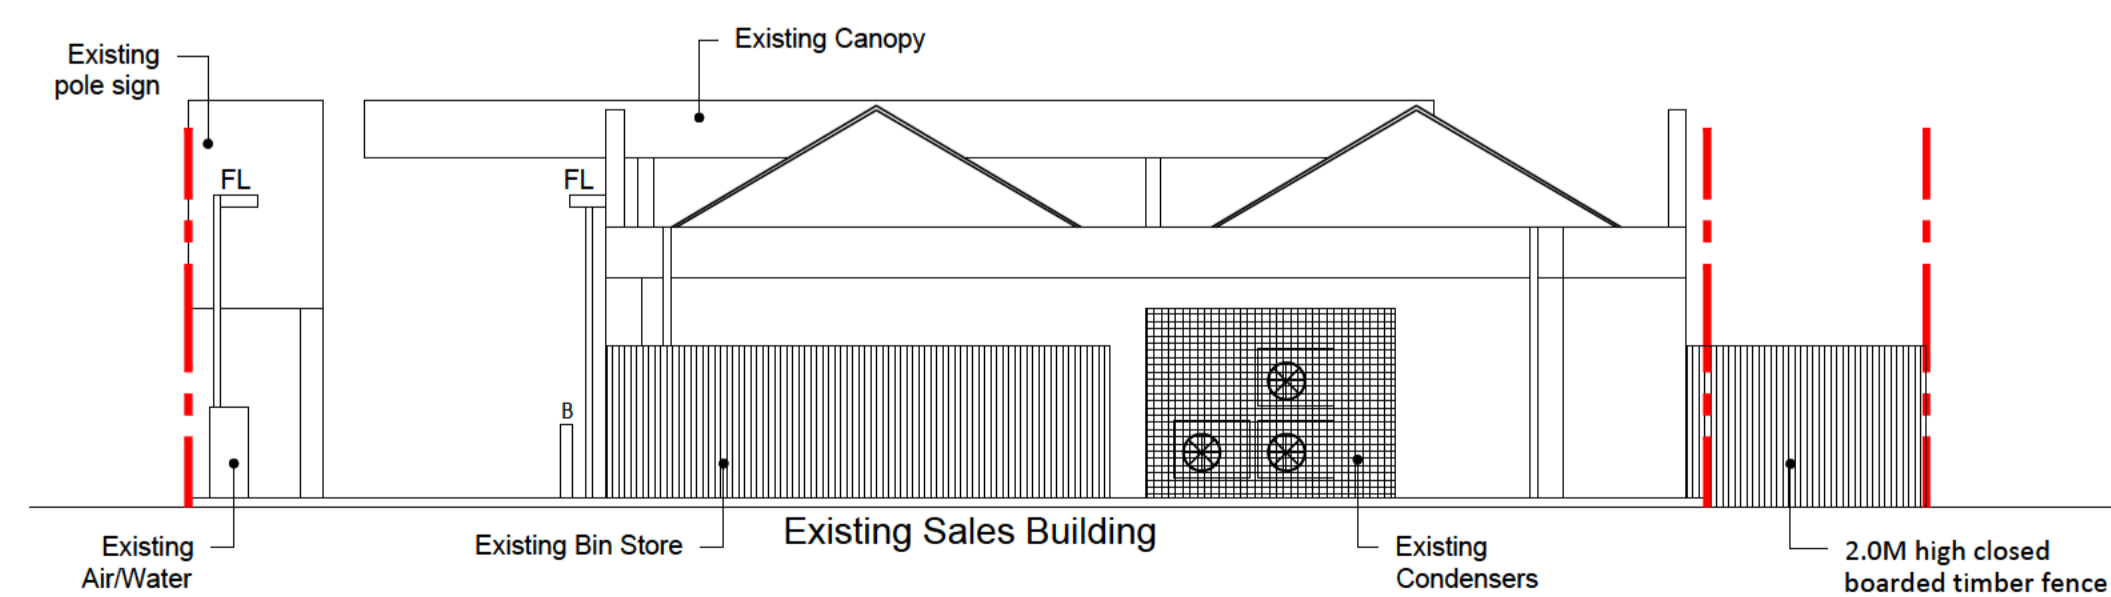 Existing Canopy
Existing
pole sign
FL
FL
B
Existing Sales Building
Existing
Air/Water
Existing Bin Store
Existing
Condensers
2.0M high closed
boarded timber fence